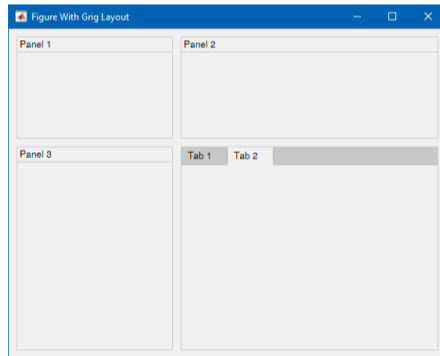 Figure With Grig Layout
Panel 1
Panel 2
Panel 3
Tab 1
Tab 2